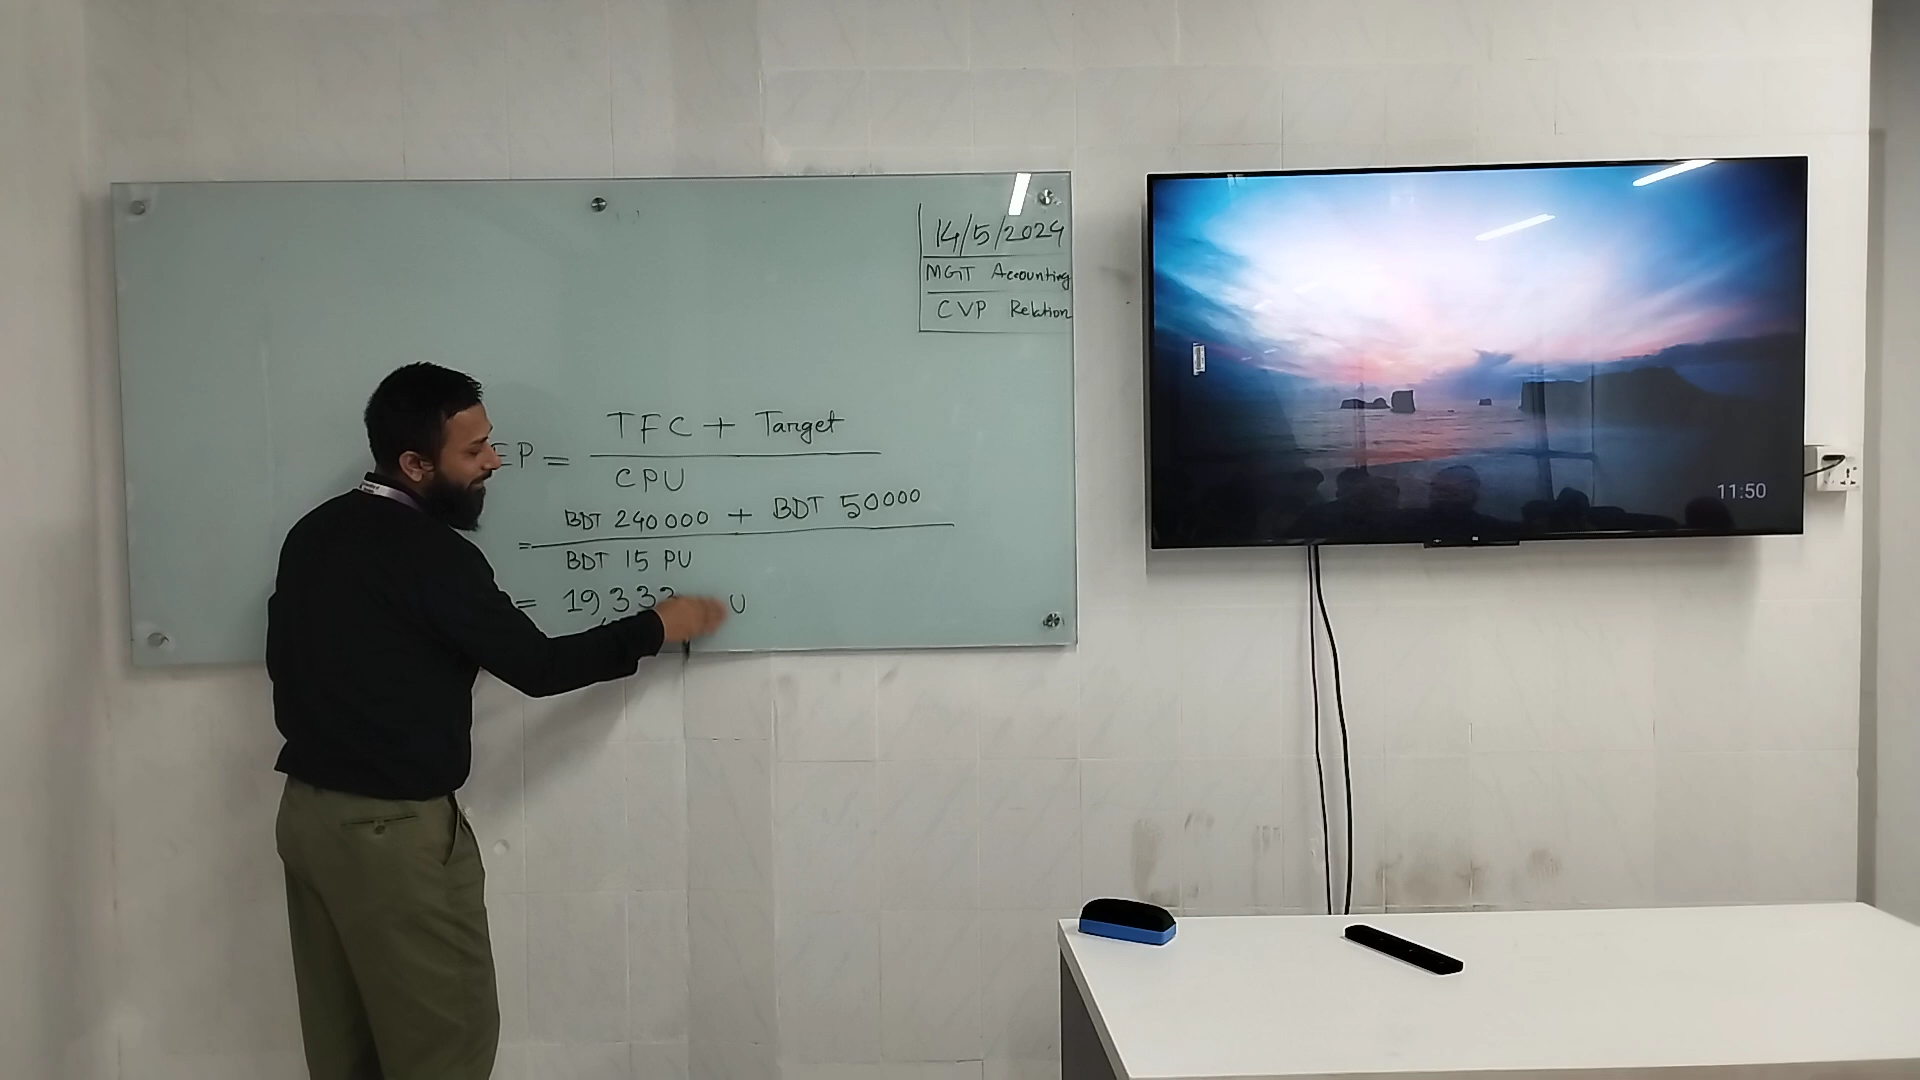 14/5/2024
MGT Accounting
CVP Relation
EP = TFC + Target
CPU
BDT 240000 + BDT 50000
=
BDT 15 PU
= 19333 U
11:50